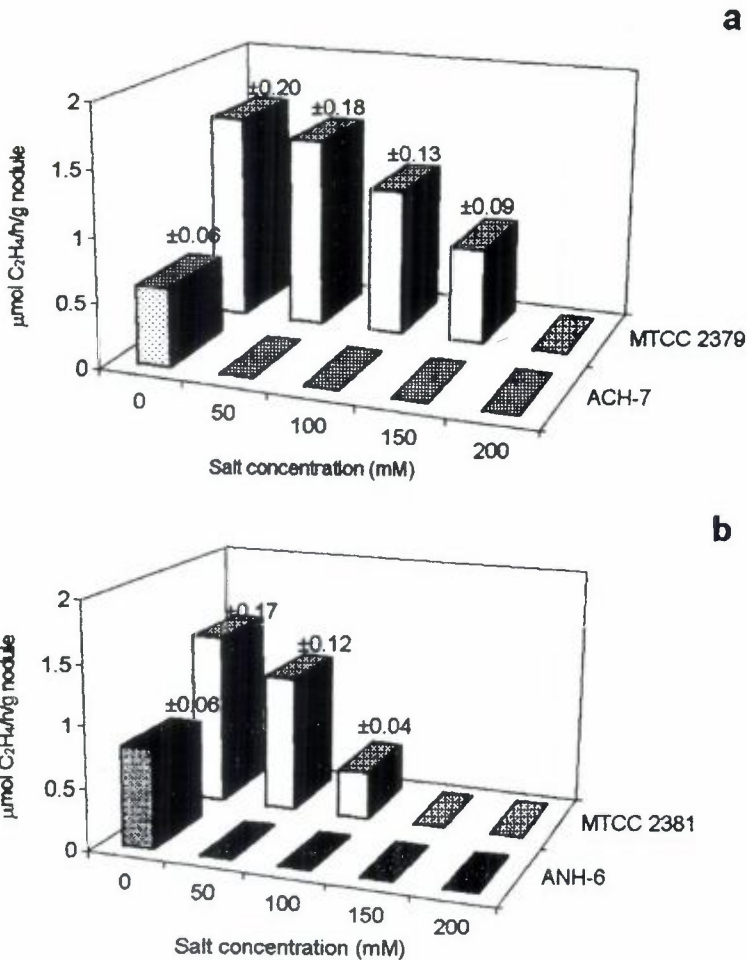 a
±0.20
±0.18
±0.13
±0.09
±0.06
2
1.5
1
0.5
0
µmol C₂H₄/h/g nodule
MTCC 2379
ACH-7
0
50
100
150
200
Salt concentration (mM)
b
±0.17
±0.12
±0.04
±0.06
2
1.5
1
0.5
0
µmol C₂H₄/h/g nodule
MTCC 2381
ANH-6
0
50
100
150
200
Salt concentration (mM)